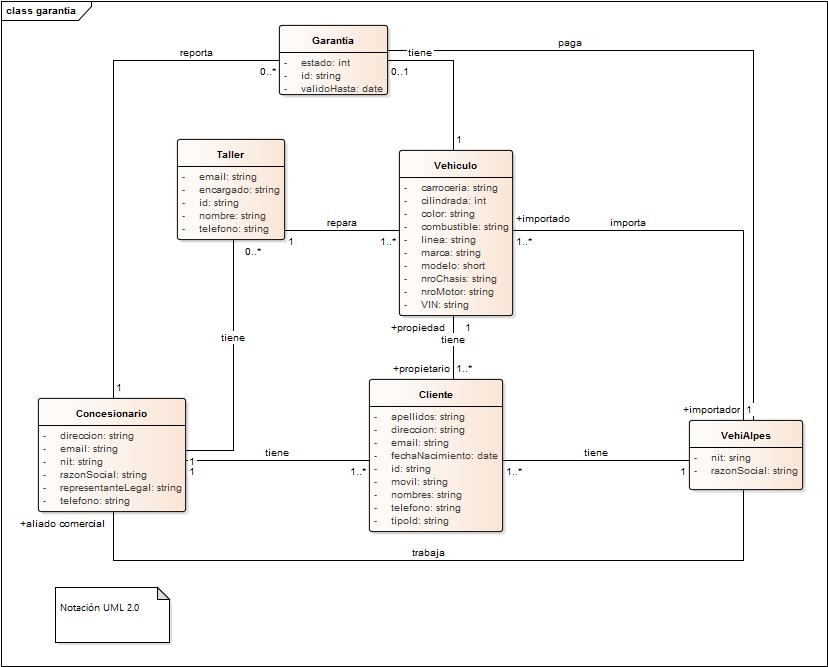 class garantia
Garantia
- estado: int
- id: string
- validoHasta: date
reporta
0..*
tiene
0..1
paga
1
Taller
- email: string
- encargado: string
- id: string
- nombre: string
- telefono: string
Vehiculo
- carroceria: string
- cilindrada: int
- color: string
- combustible: string
- linea: string
- marca: string
- modelo: short
- nroChasis: string
- nroMotor: string
- VIN: string
repara
1
1..*
+importado
1..*
importa
0..*
tiene
+propiedad 1
tiene
+propietario 1..*
1
Concesionario
- direccion: string
- email: string
- nit: string
- razonSocial: string
- representanteLegal: string
- telefono: string
Cliente
- apellidos: string
- direccion: string
- email: string
- fechaNacimiento: date
- id: string
- movil: string
- nombres: string
- telefono: string
- tipoId: string
+importador 1
VehiAlpes
- nit: sring
- razonSocial: string
1
1
tiene
1..*
1..*
tiene
1
+aliado comercial
trabaja
Notación UML 2.0